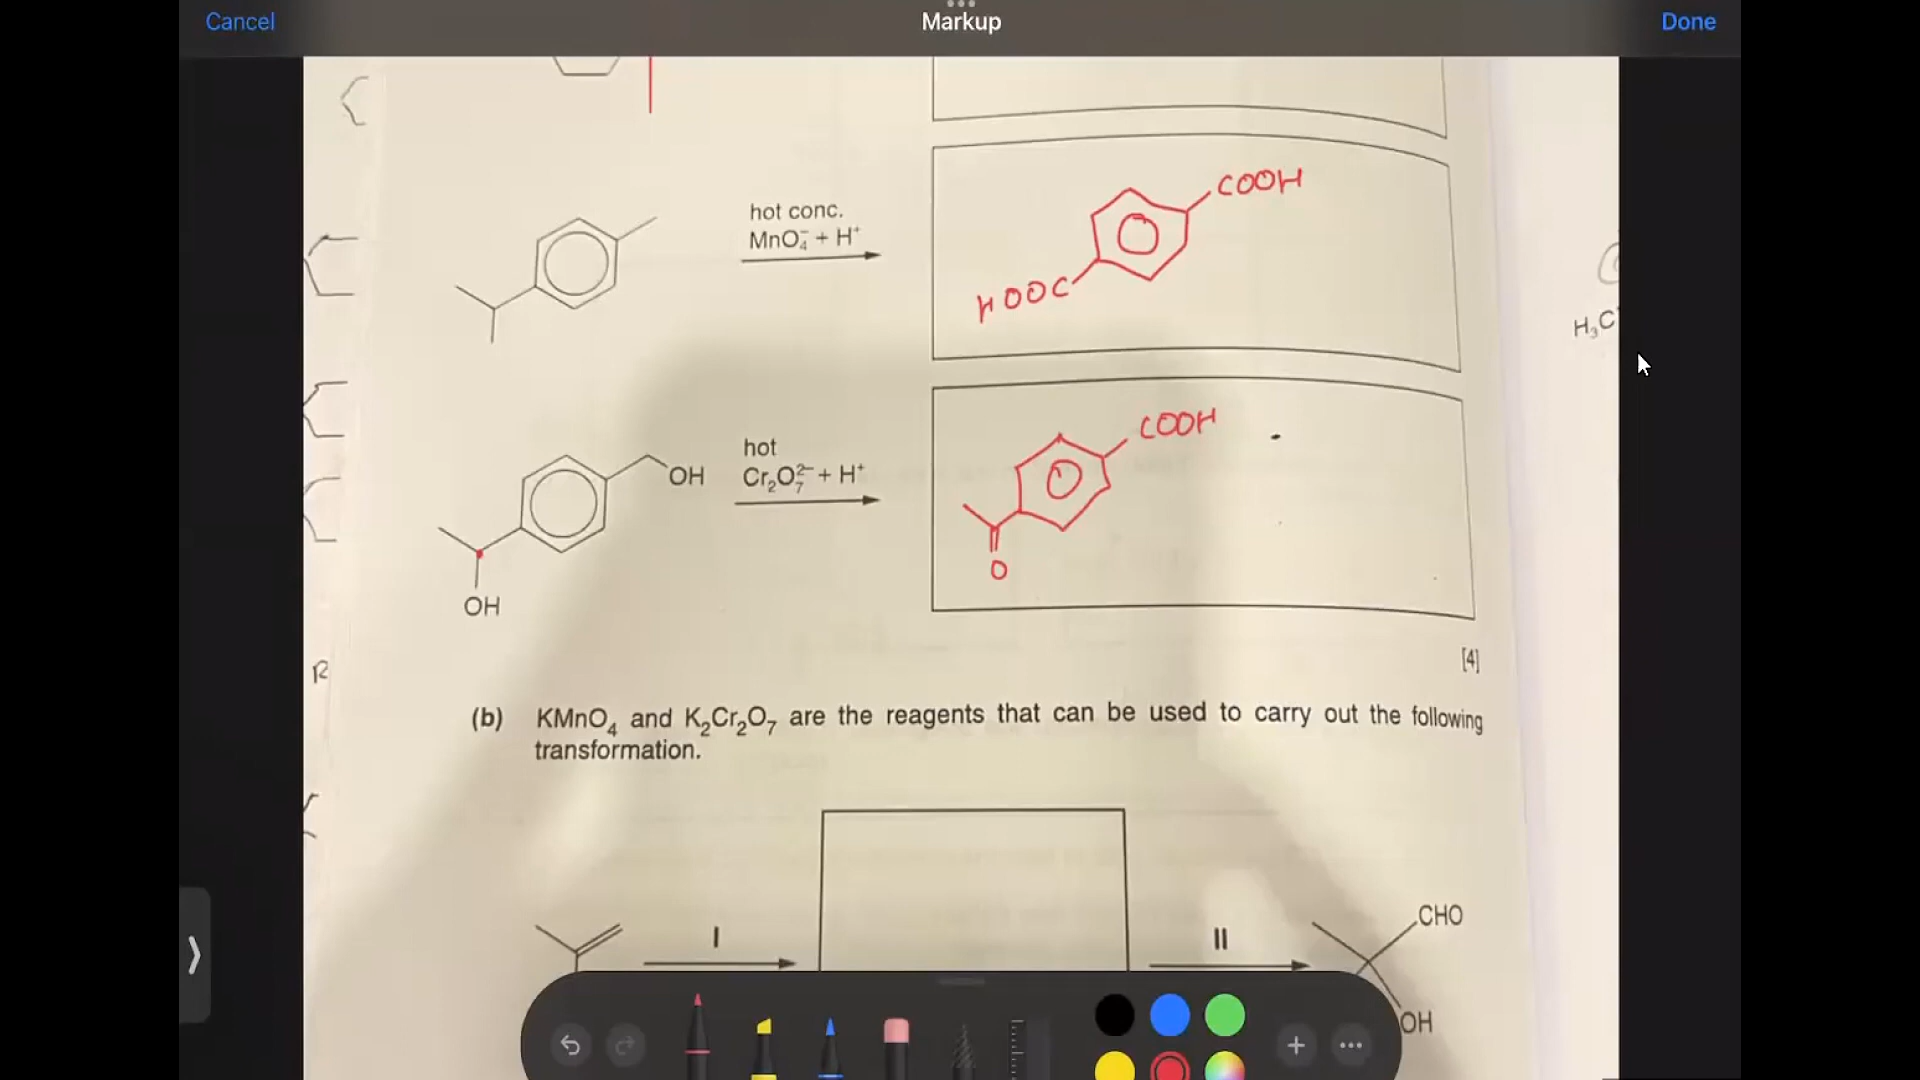 Cancel
Markup
Done
hot conc.
MnO₄⁻ + H⁺
COOH
HOOC
H₃C
hot
Cr₂O₇²⁻ + H⁺
OH
OH
COOH
O
[4]
R
(b) KMnO₄ and K₂Cr₂O₇ are the reagents that can be used to carry out the following
transformation.
I
II
CHO
OH